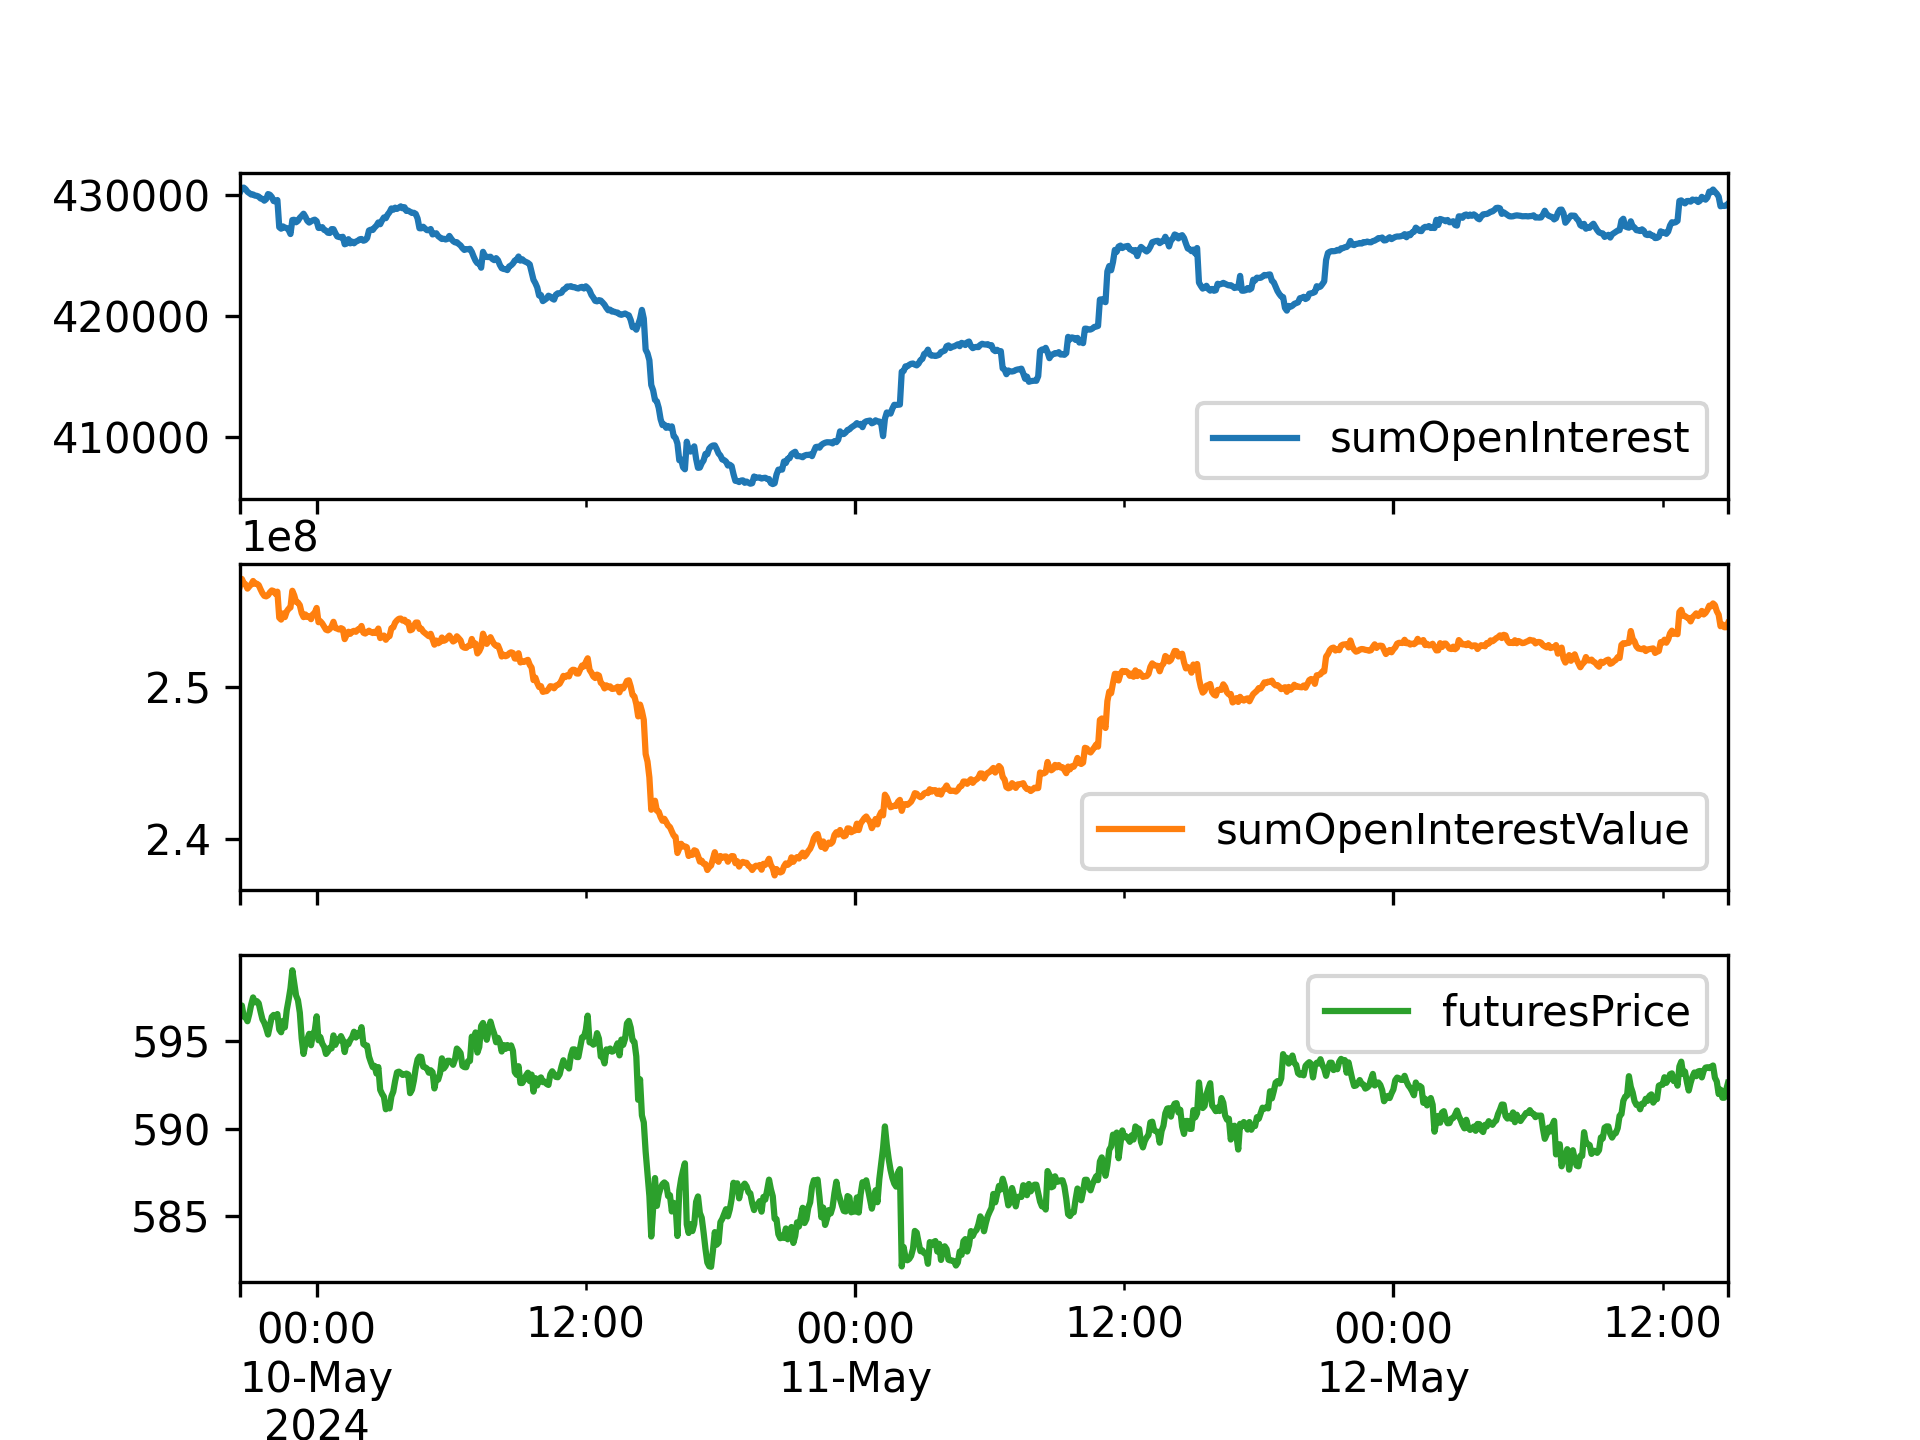 430000
420000
410000
sumOpenInterest
1e8
2.5
2.4
sumOpenInterestValue
595
590
585
futuresPrice
00:00 12:00 00:00 12:00 00:00 12:00
10-May 11-May 12-May
2024